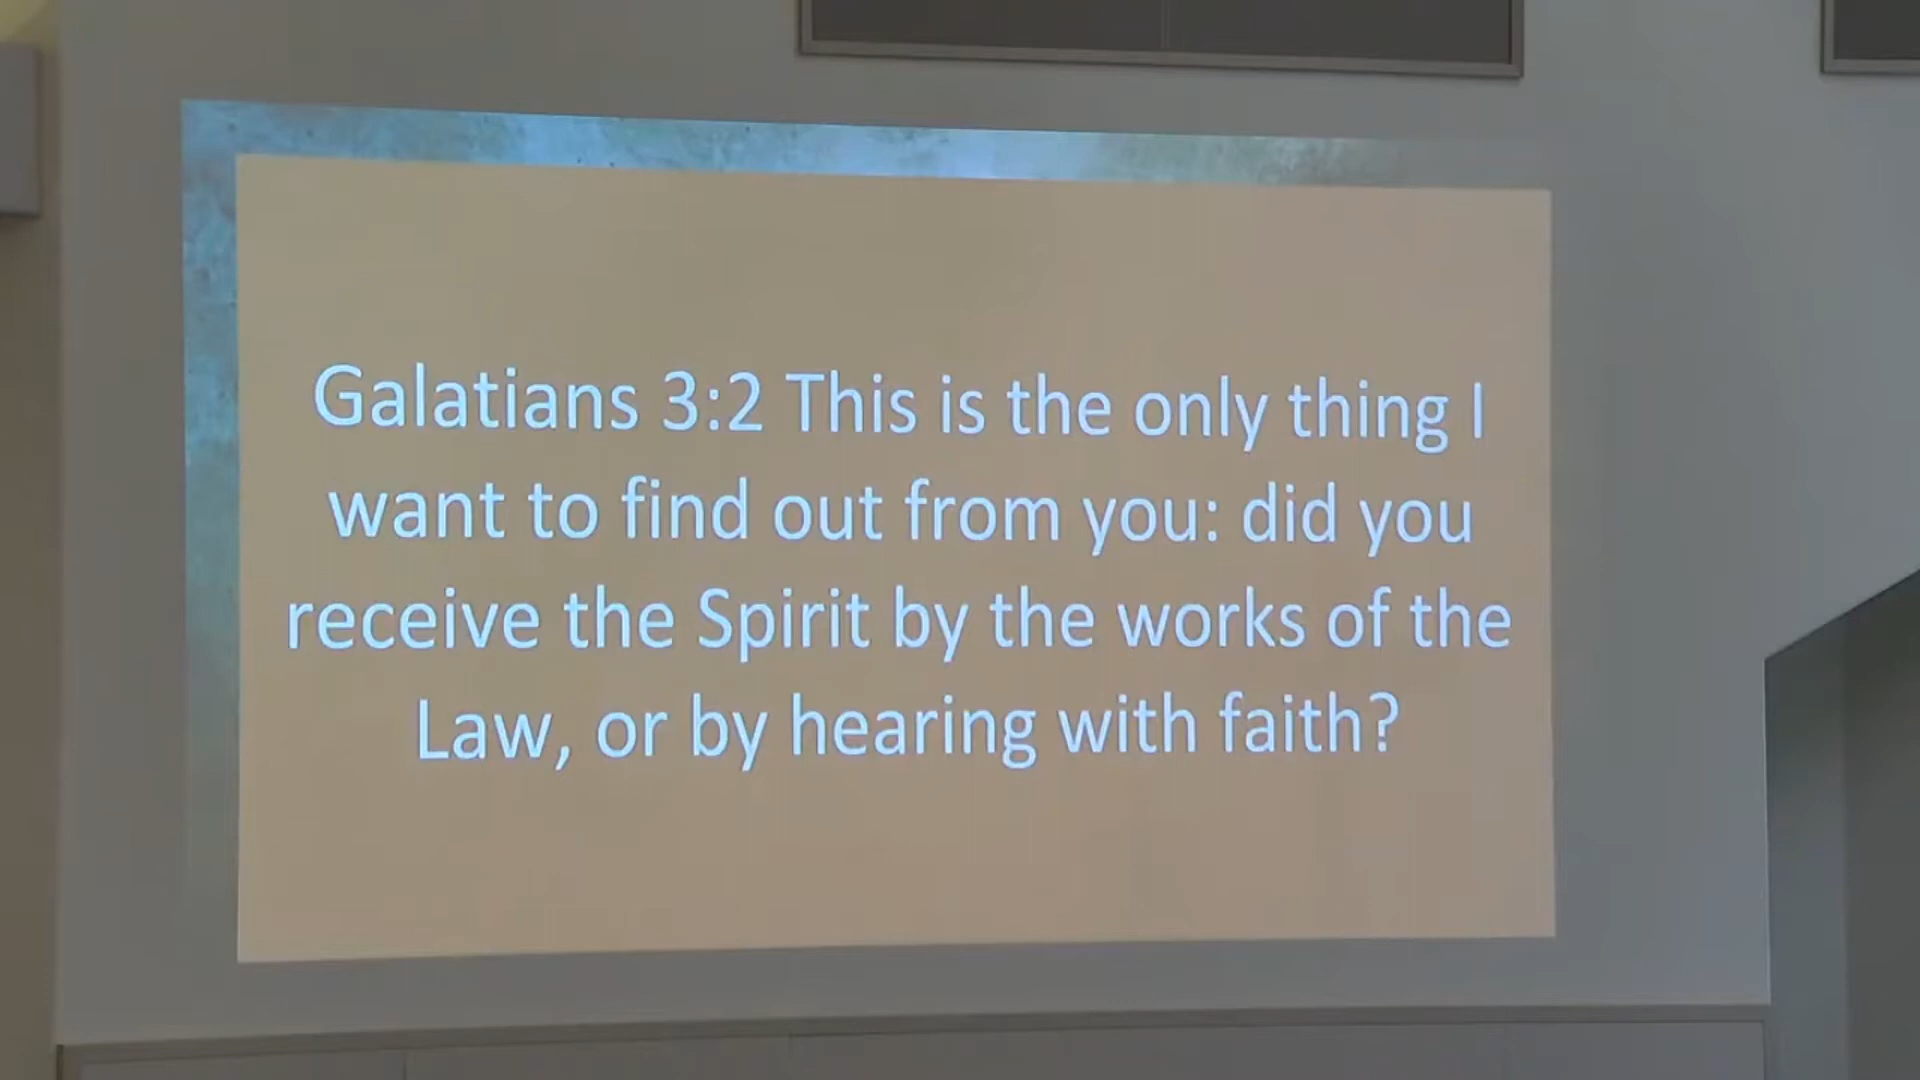 Galatians 3:2 This is the only thing I
want to find out from you: did you
receive the Spirit by the works of the
Law, or by hearing with faith?